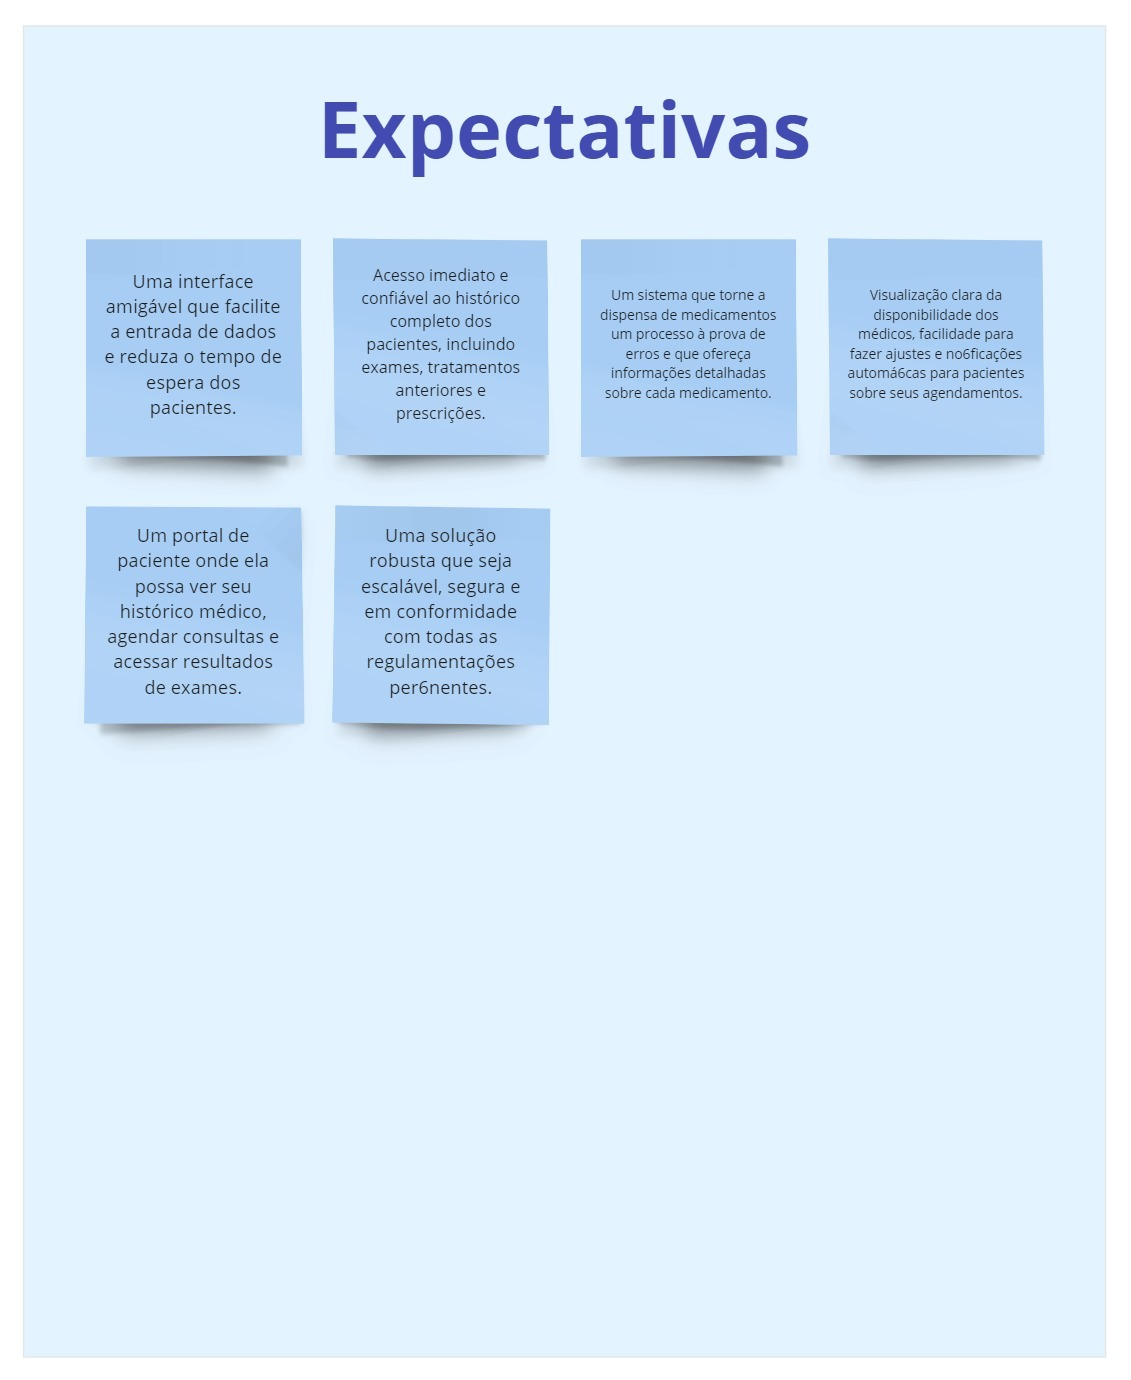 Expectativas
Uma interface
amigável que facilite
a entrada de dados
e reduza o tempo de
espera dos
pacientes.
Acesso imediato e
confiável ao histórico
completo dos
pacientes, incluindo
exames, tratamentos
anteriores e
prescrições.
Um sistema que torne a
dispensa de medicamentos
um processo à prova de
erros e que ofereça
informações detalhadas
sobre cada medicamento.
Visualização clara da
disponibilidade dos
médicos, facilidade para
fazer ajustes e no6ficações
automá6cas para pacientes
sobre seus agendamentos.
Um portal de
paciente onde ela
possa ver seu
histórico médico,
agendar consultas e
acessar resultados
de exames.
Uma solução
robusta que seja
escalável, segura e
em conformidade
com todas as
regulamentações
per6nentes.